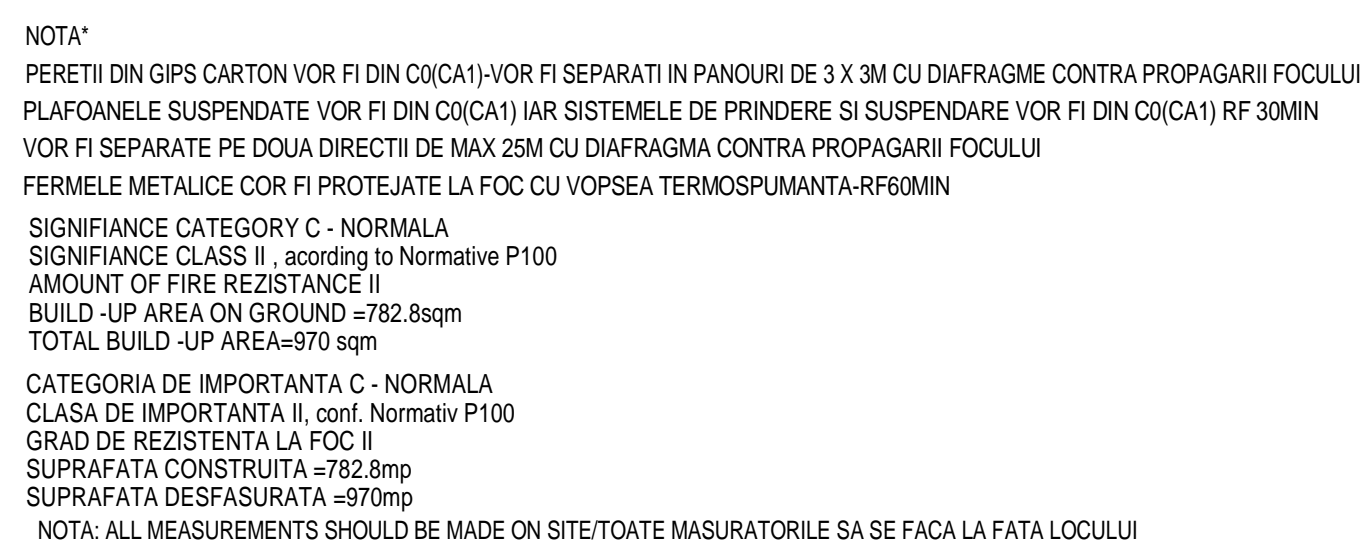 NOTA*
PERETII DIN GIPS CARTON VOR FI DIN C0(CA1)-VOR FI SEPARATI IN PANOURI DE 3 X 3M CU DIAFRAGME CONTRA PROPAGARII FOCULUI
PLAFOANELE SUSPENDATE VOR FI DIN C0(CA1) IAR SISTEMELE DE PRINDERE SI SUSPENDARE VOR FI DIN C0(CA1) RF 30MIN
VOR FI SEPARATE PE DOUA DIRECTII DE MAX 25M CU DIAFRAGMA CONTRA PROPAGARII FOCULUI
FERMELE METALICE COR FI PROTEJATE LA FOC CU VOPSEA TERMOSPUMANTA-RF60MIN
SIGNIFIANCE CATEGORY C - NORMALA
SIGNIFIANCE CLASS II , acording to Normative P100
AMOUNT OF FIRE REZISTANCE II
BUILD -UP AREA ON GROUND =782.8sqm
TOTAL BUILD -UP AREA=970 sqm
CATEGORIA DE IMPORTANTA C - NORMALA
CLASA DE IMPORTANTA II, conf. Normativ P100
GRAD DE REZISTENTA LA FOC II
SUPRAFATA CONSTRUITA =782.8mp
SUPRAFATA DESFASURATA =970mp
NOTA: ALL MEASUREMENTS SHOULD BE MADE ON SITE/TOATE MASURATORILE SA SE FACA LA FATA LOCULUI